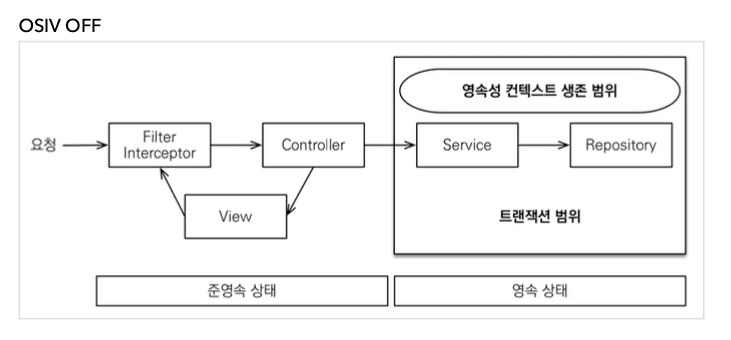 OSIV OFF
영속성 컨텍스트 생존 범위
요청
Filter
Interceptor
Controller
Service
Repository
View
트랜잭션 범위
준영속 상태
영속 상태